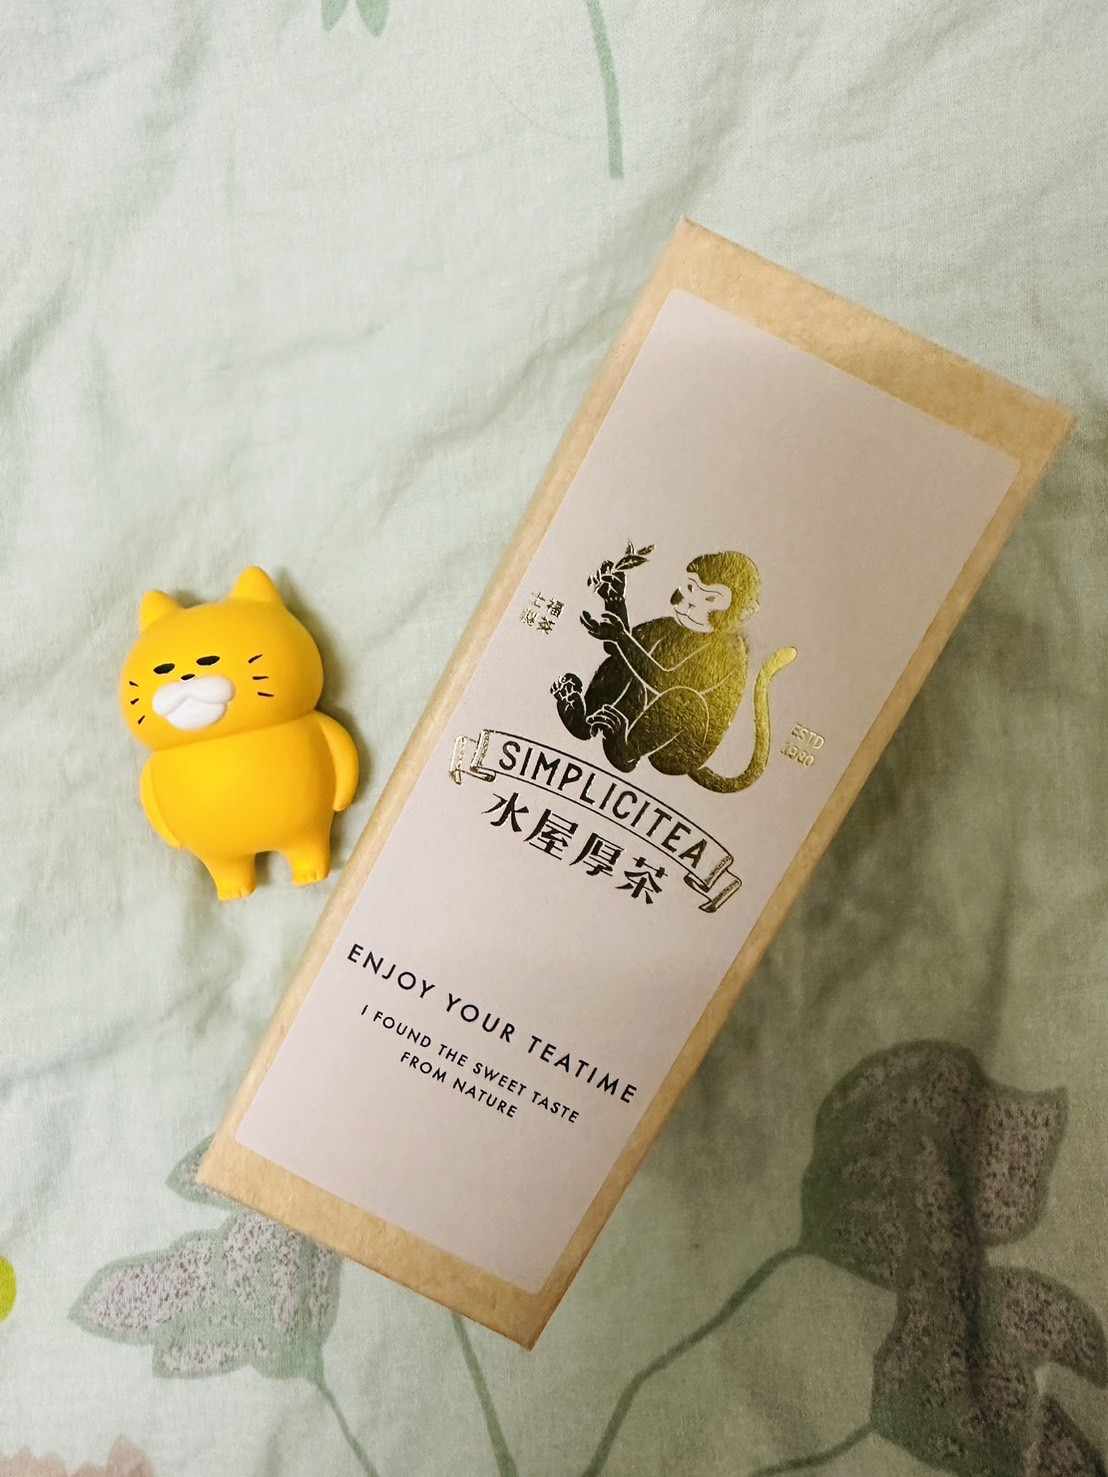 ESTD
1980
SIMPLICITEA
水屋厚茶
ENJOY YOUR TEATIME
I FOUND THE SWEET TASTE
FROM NATURE